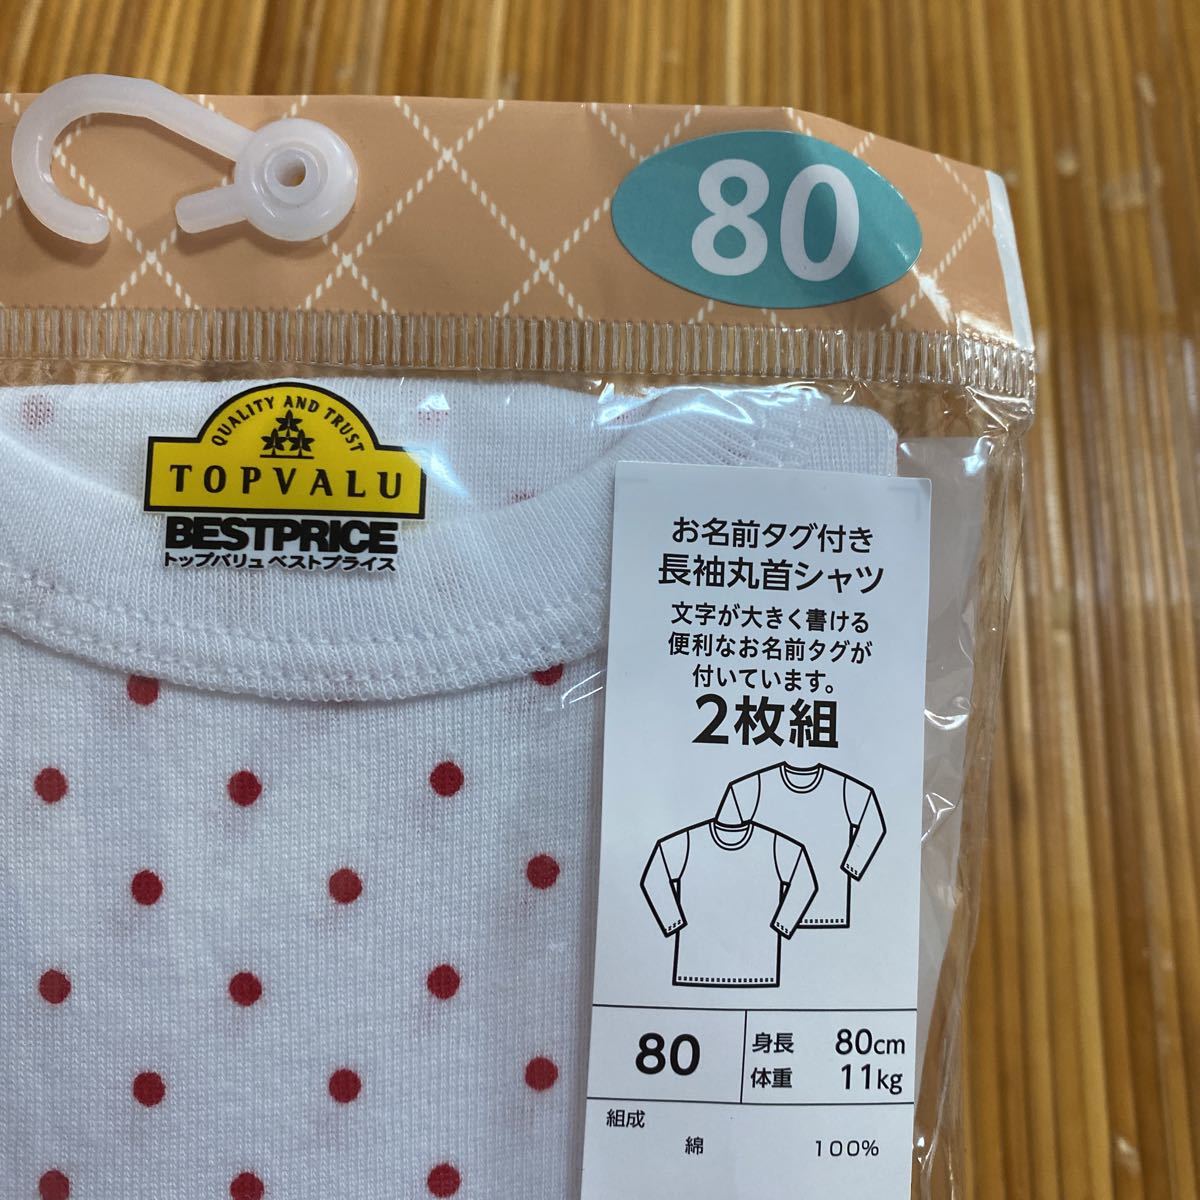 80
QUALITY AND TRUST
TOPVALU
BESTPRICE
トップバリュ ベストプライス
お名前タグ付き
長袖丸首シャツ
文字が大きく書ける
便利なお名前タグが
付いています。
2枚組
80
身長 80cm
体重 11kg
組成
綿 100%